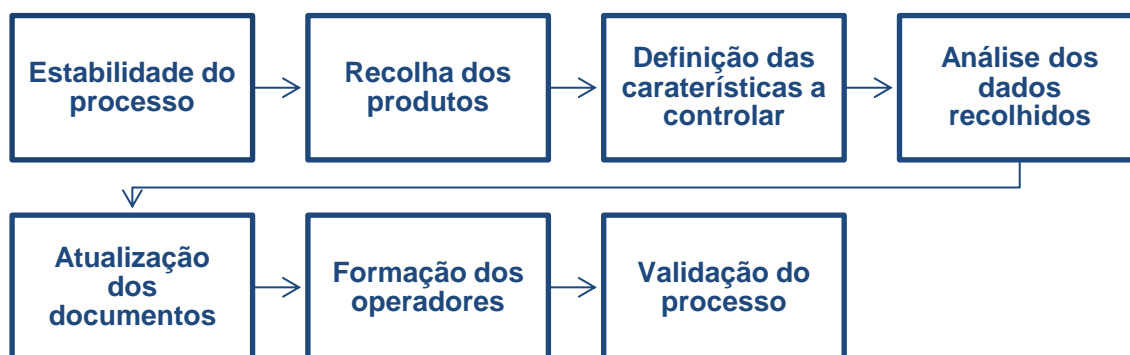 Estabilidade do
processo
Recolha dos
produtos
Definição das
caraterísticas a
controlar
Análise dos
dados
recolhidos
Atualização
dos
documentos
Formação dos
operadores
Validação do
processo